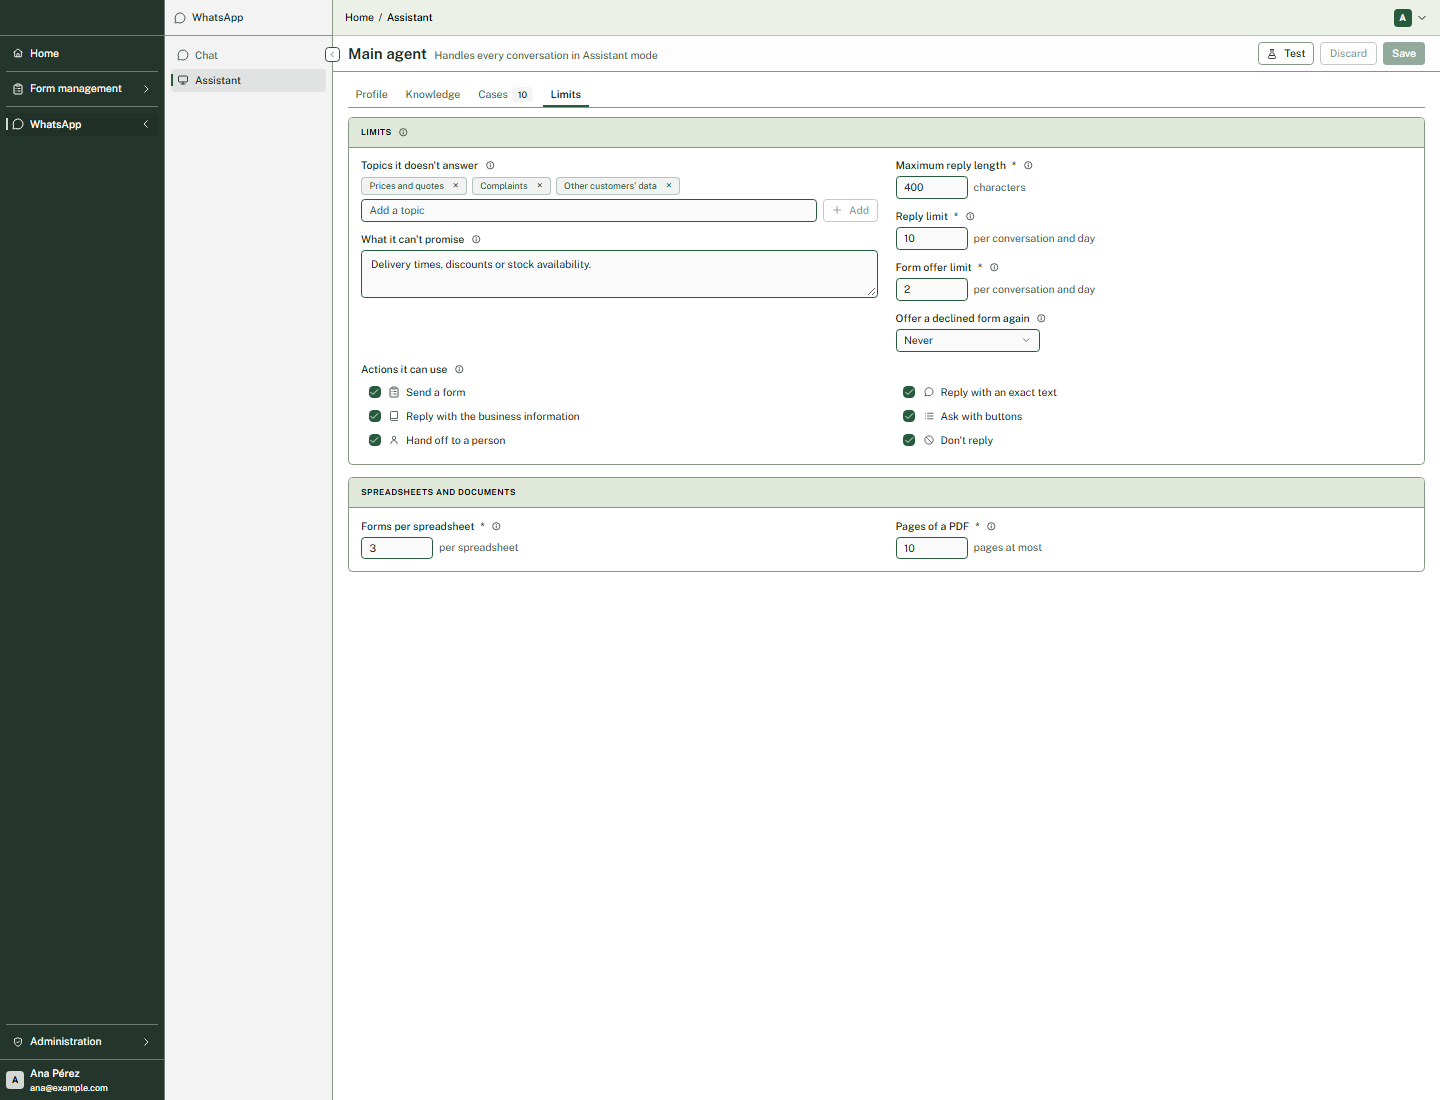 WhatsApp
Home / Assistant
A
Home
Form management
WhatsApp
Chat
Assistant
Main agent Handles every conversation in Assistant mode
Test
Discard
Save
Profile
Knowledge
Cases 10
Limits
LIMITS
Topics it doesn't answer
Prices and quotes ×
Complaints ×
Other customers' data ×
Add a topic
+ Add
What it can't promise
Delivery times, discounts or stock availability.
Maximum reply length *
400 characters
Reply limit *
10 per conversation and day
Form offer limit *
2 per conversation and day
Offer a declined form again
Never
Actions it can use
Send a form
Reply with the business information
Hand off to a person
Reply with an exact text
Ask with buttons
Don't reply
SPREADSHEETS AND DOCUMENTS
Forms per spreadsheet *
3 per spreadsheet
Pages of a PDF *
10 pages at most
Administration
A
Ana Pérez
ana@example.com